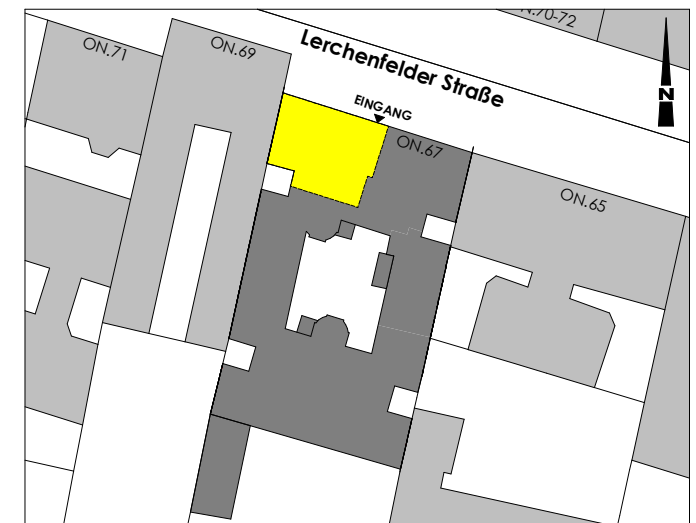 ON.70-72
ON.71
ON.69
Lerchenfelder Straße
N
EINGANG
ON.67
ON.65